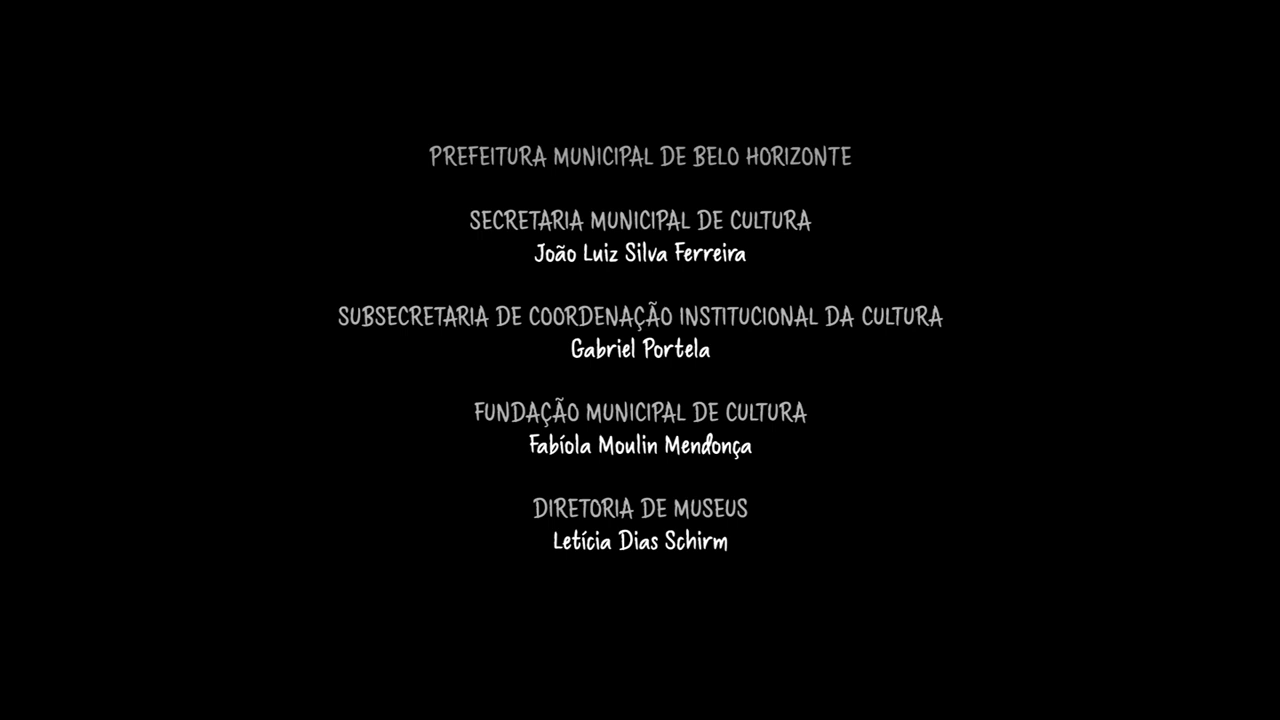 PREFEITURA MUNICIPAL DE BELO HORIZONTE
SECRETARIA MUNICIPAL DE CULTURA
João Luiz Silva Ferreira
SUBSECRETARIA DE COORDENAÇÃO INSTITUCIONAL DA CULTURA
Gabriel Portela
FUNDAÇÃO MUNICIPAL DE CULTURA
Fabíola Moulin Mendonça
DIRETORIA DE MUSEUS
Letícia Dias Schirm